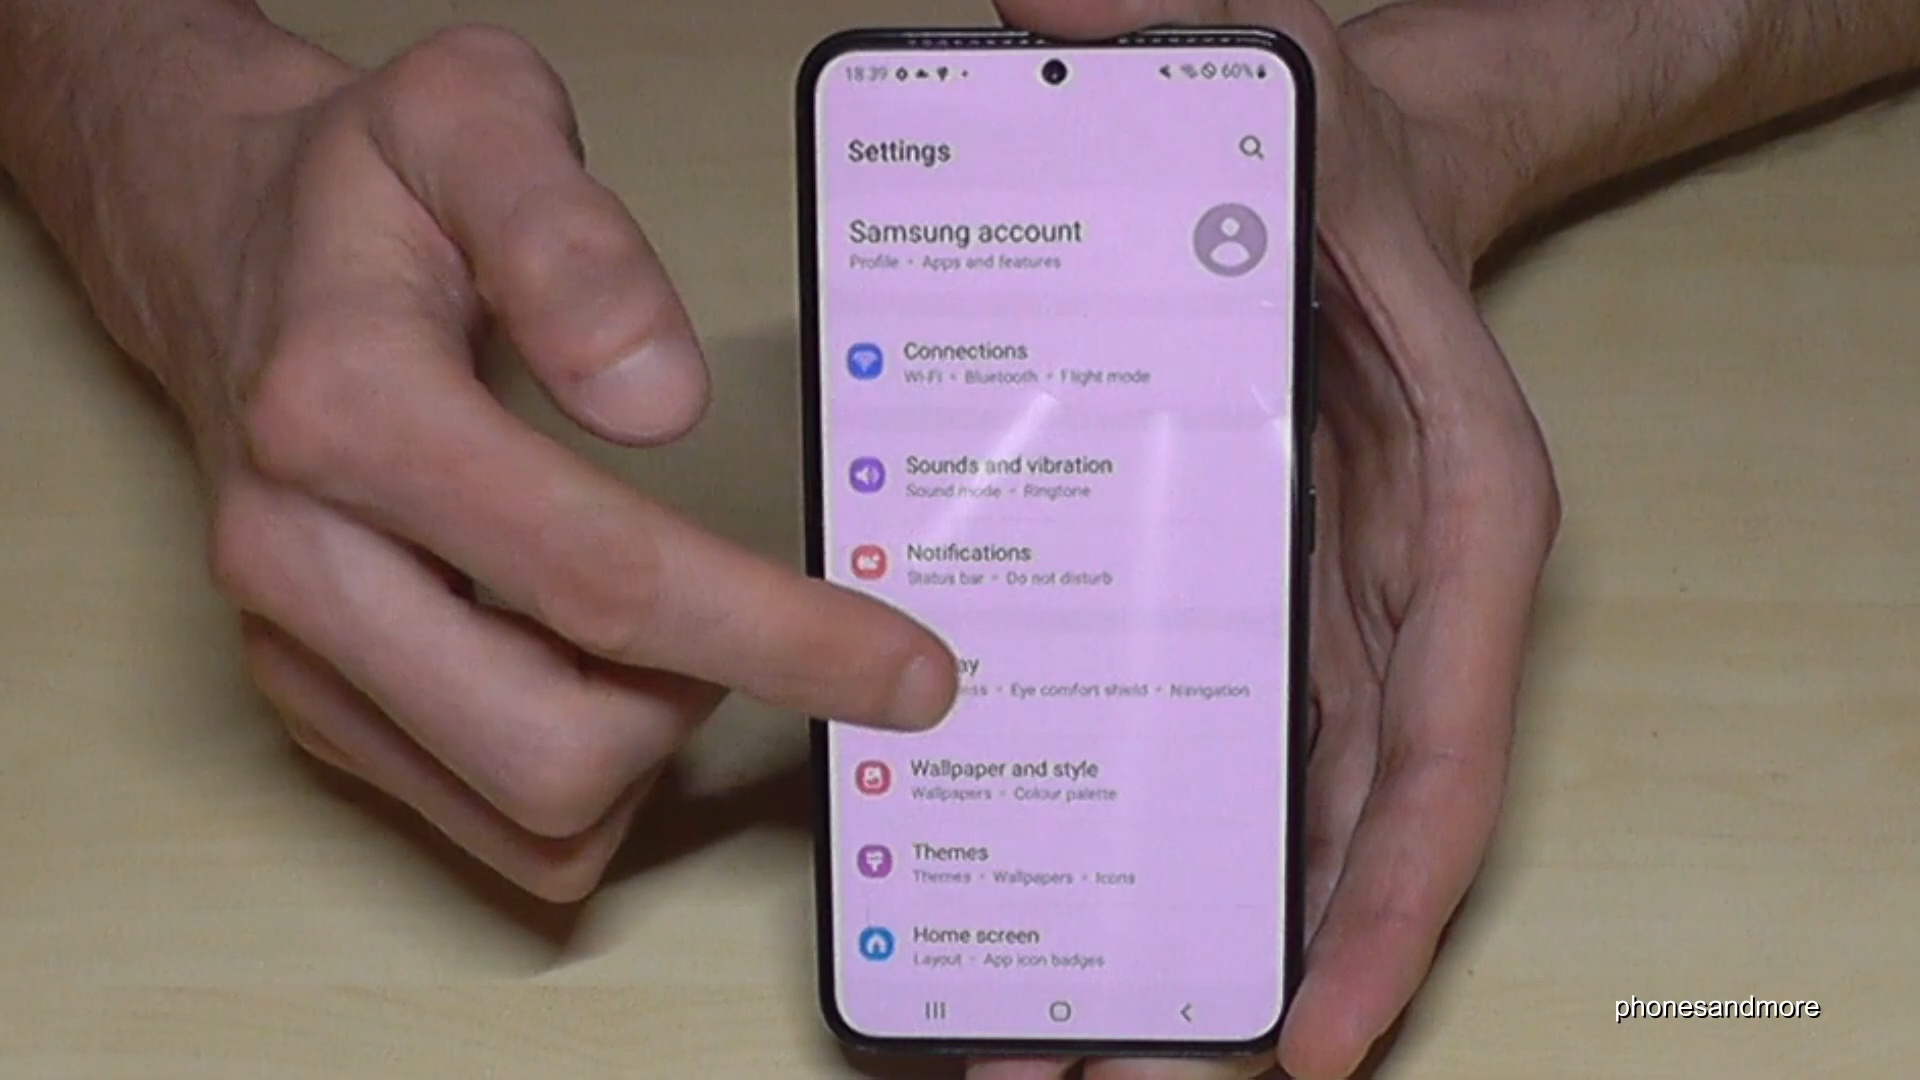 18:39 60%
Settings
Samsung account
Profile • Apps and features
Connections
Wi-Fi • Bluetooth • Flight mode
Sounds and vibration
Sound mode • Ringtone
Notifications
Status bar • Do not disturb
ay
ess • Eye comfort shield • Navigation
Wallpaper and style
Wallpapers • Colour palette
Themes
Themes • Wallpapers • Icons
Home screen
Layout • App icon badges
phonesandmore